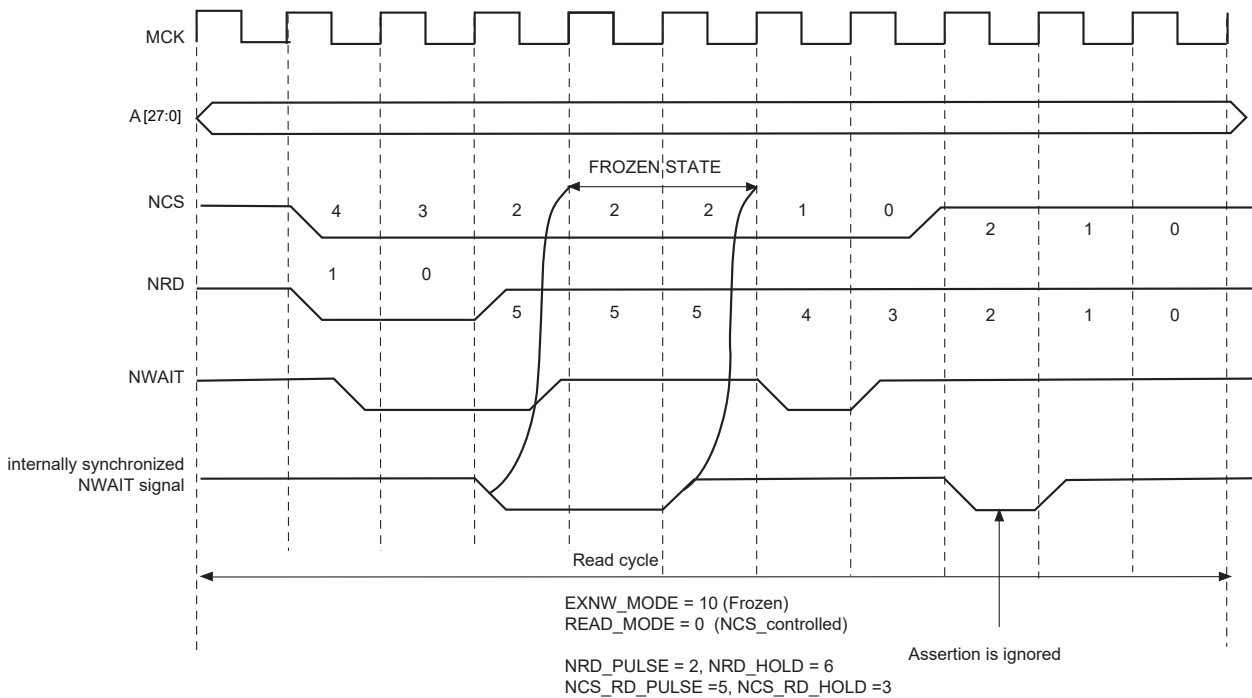 MCK
A [27:0]
FROZEN STATE
NCS
4 3 2 2 2 1 0
2 1 0
1 0
NRD
5 5 5 4 3 2 1 0
NWAIT
internally synchronized
NWAIT signal
Read cycle
EXNW_MODE = 10 (Frozen)
READ_MODE = 0 (NCS_controlled)
Assertion is ignored
NRD_PULSE = 2, NRD_HOLD = 6
NCS_RD_PULSE =5, NCS_RD_HOLD =3